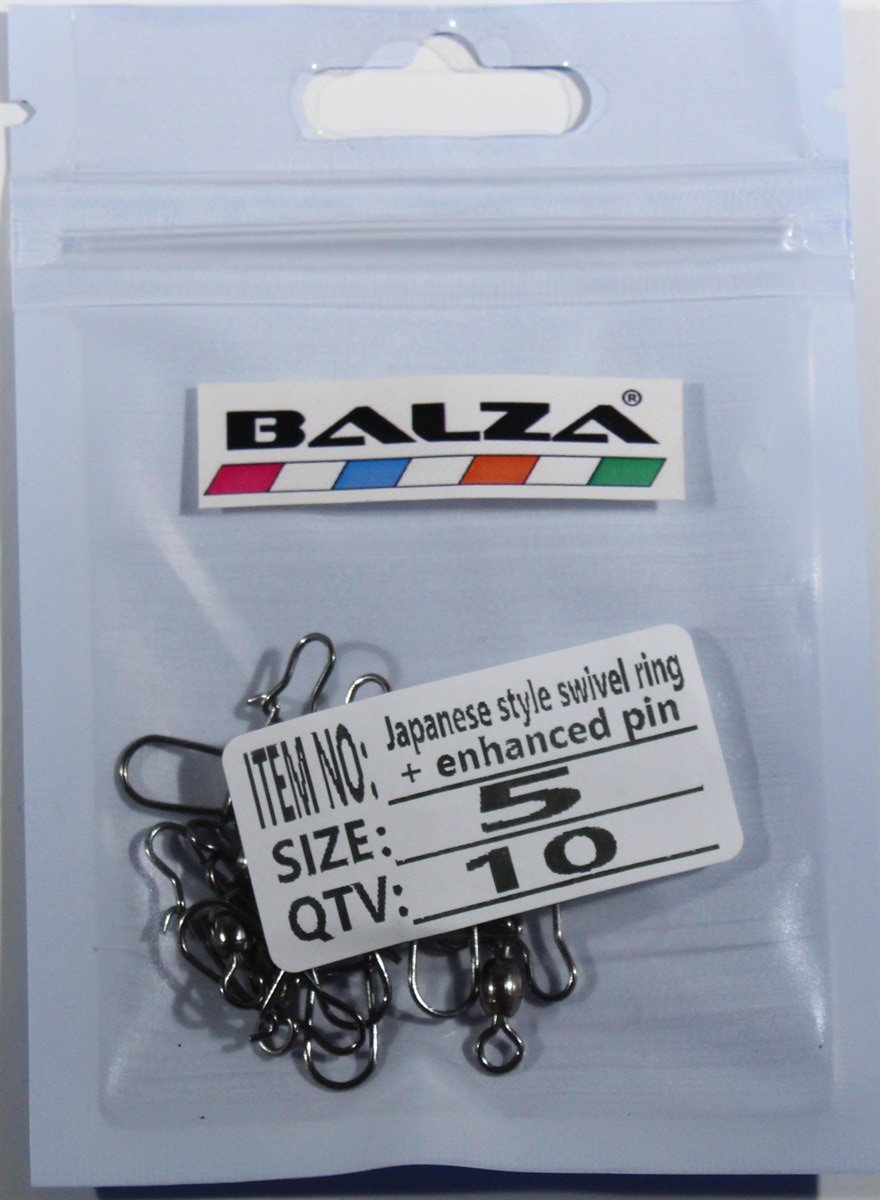 BALZA®
ITEM NO: Japanese style swivel ring
+ enhanced pin
SIZE: 5
QTV: 10